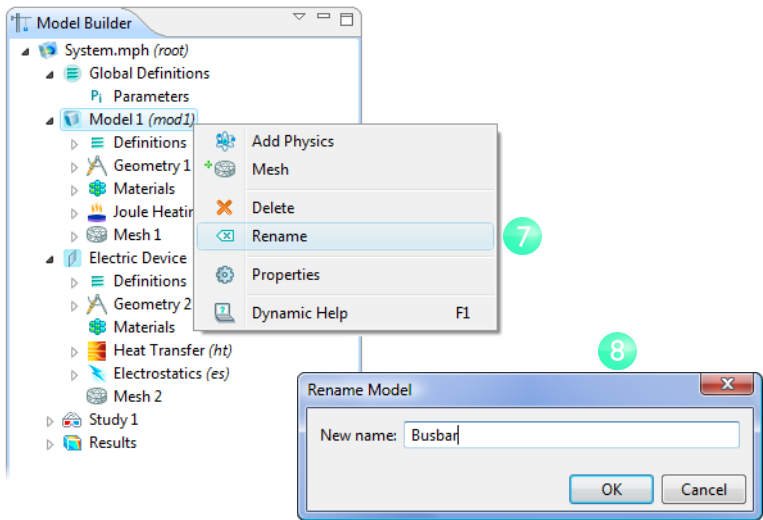 Model Builder
System.mph (root)
Global Definitions
Pi Parameters
Model 1 (mod1)
Definitions
Geometry 1
Materials
Joule Heatin
Mesh 1
Electric Device
Definitions
Geometry 2
Materials
Heat Transfer (ht)
Electrostatics (es)
Mesh 2
Study 1
Results
Add Physics
Mesh
Delete
Rename
Properties
Dynamic Help F1
7
8
Rename Model
New name: Busbar
OK Cancel